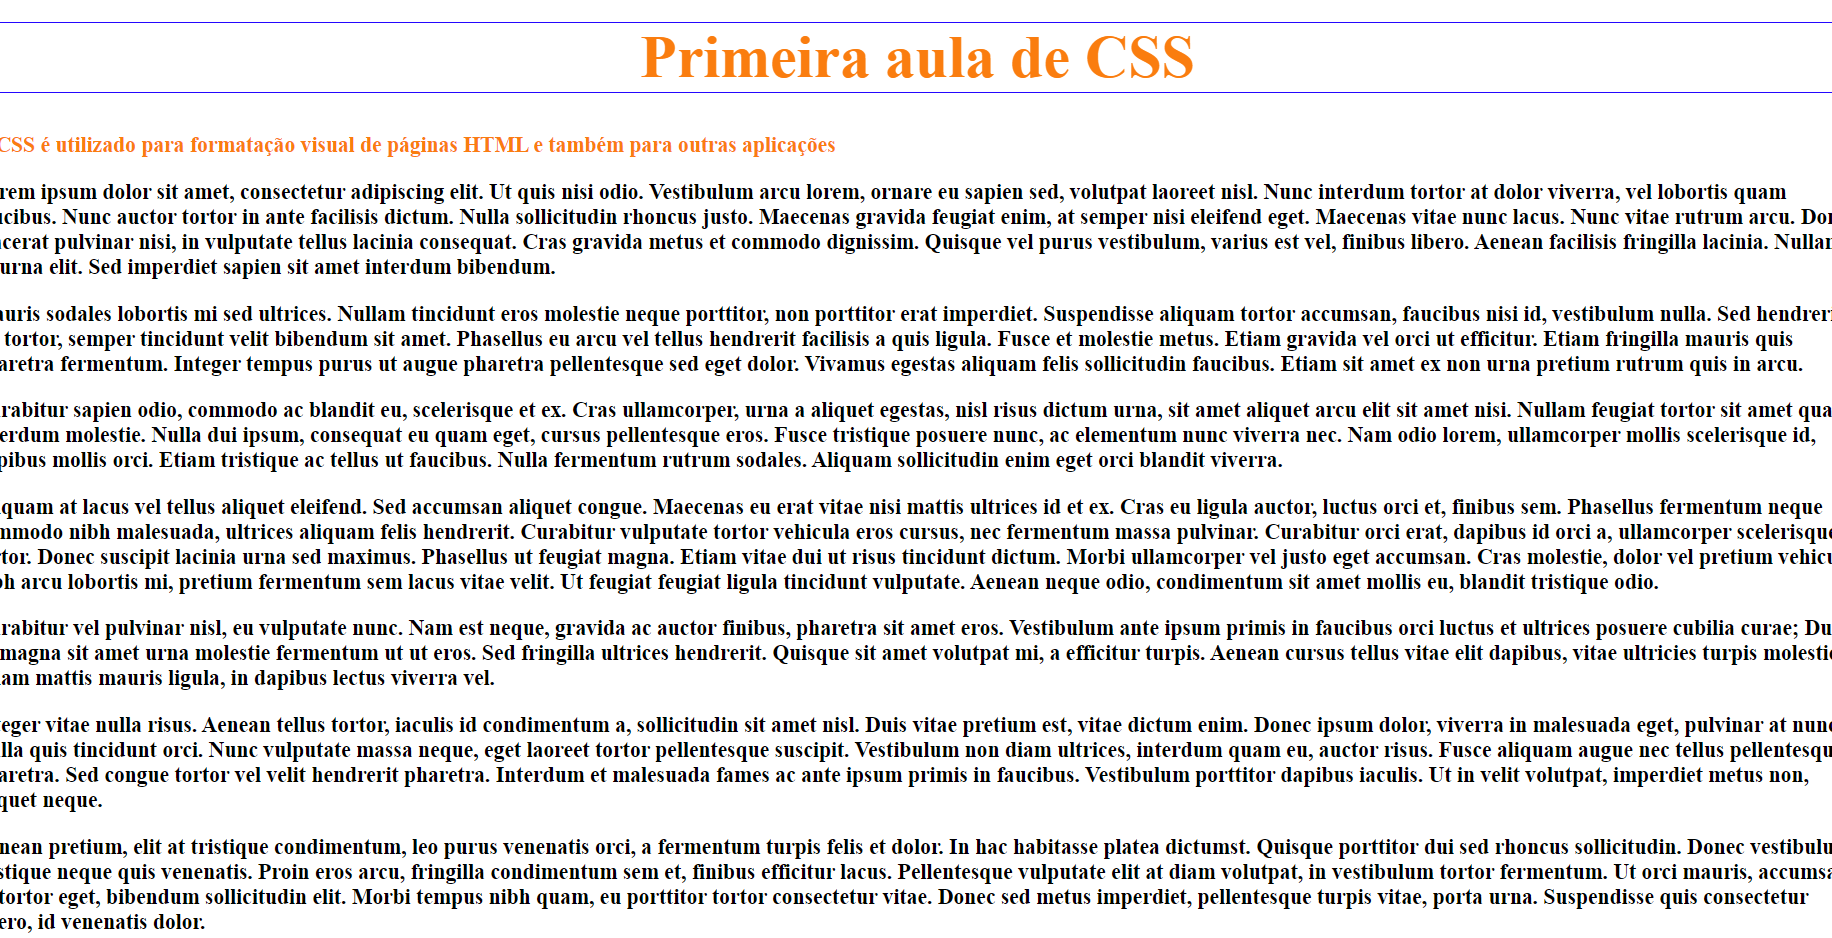 Primeira aula de CSS
CSS é utilizado para formatação visual de páginas HTML e também para outras aplicações
rem ipsum dolor sit amet, consectetur adipiscing elit. Ut quis nisi odio. Vestibulum arcu lorem, ornare eu sapien sed, volutpat laoreet nisl. Nunc interdum tortor at dolor viverra, vel lobortis quam
ucibus. Nunc auctor tortor in ante facilisis dictum. Nulla sollicitudin rhoncus justo. Maecenas gravida feugiat enim, at semper nisi eleifend eget. Maecenas vitae nunc lacus. Nunc vitae rutrum arcu. Don
acerat pulvinar nisi, in vulputate tellus lacinia consequat. Cras gravida metus et commodo dignissim. Quisque vel purus vestibulum, varius est vel, finibus libero. Aenean facilisis fringilla lacinia. Nullan
urna elit. Sed imperdiet sapien sit amet interdum bibendum.
auris sodales lobortis mi sed ultrices. Nullam tincidunt eros molestie neque porttitor, non porttitor erat imperdiet. Suspendisse aliquam tortor accumsan, faucibus nisi id, vestibulum nulla. Sed hendreri
tortor, semper tincidunt velit bibendum sit amet. Phasellus eu arcu vel tellus hendrerit facilisis a quis ligula. Fusce et molestie metus. Etiam gravida vel orci ut efficitur. Etiam fringilla mauris quis
aretra fermentum. Integer tempus purus ut augue pharetra pellentesque sed eget dolor. Vivamus egestas aliquam felis sollicitudin faucibus. Etiam sit amet ex non urna pretium rutrum quis in arcu.
rabitur sapien odio, commodo ac blandit eu, scelerisque et ex. Cras ullamcorper, urna a aliquet egestas, nisl risus dictum urna, sit amet aliquet arcu elit sit amet nisi. Nullam feugiat tortor sit amet qua
erdum molestie. Nulla dui ipsum, consequat eu quam eget, cursus pellentesque eros. Fusce tristique posuere nunc, ac elementum nunc viverra nec. Nam odio lorem, ullamcorper mollis scelerisque id,
pibus mollis orci. Etiam tristique ac tellus ut faucibus. Nulla fermentum rutrum sodales. Aliquam sollicitudin enim eget orci blandit viverra.
quam at lacus vel tellus aliquet eleifend. Sed accumsan aliquet congue. Maecenas eu erat vitae nisi mattis ultrices id et ex. Cras eu ligula auctor, luctus orci et, finibus sem. Phasellus fermentum neque
mmodo nibh malesuada, ultrices aliquam felis hendrerit. Curabitur vulputate tortor vehicula eros cursus, nec fermentum massa pulvinar. Curabitur orci erat, dapibus id orci a, ullamcorper scelerisque
rtor. Donec suscipit lacinia urna sed maximus. Phasellus ut feugiat magna. Etiam vitae dui ut risus tincidunt dictum. Morbi ullamcorper vel justo eget accumsan. Cras molestie, dolor vel pretium vehicu
oh arcu lobortis mi, pretium fermentum sem lacus vitae velit. Ut feugiat feugiat ligula tincidunt vulputate. Aenean neque odio, condimentum sit amet mollis eu, blandit tristique odio.
rabitur vel pulvinar nisl, eu vulputate nunc. Nam est neque, gravida ac auctor finibus, pharetra sit amet eros. Vestibulum ante ipsum primis in faucibus orci luctus et ultrices posuere cubilia curae; Du
magna sit amet urna molestie fermentum ut ut eros. Sed fringilla ultrices hendrerit. Quisque sit amet volutpat mi, a efficitur turpis. Aenean cursus tellus vitae elit dapibus, vitae ultricies turpis molestie
iam mattis mauris ligula, in dapibus lectus viverra vel.
teger vitae nulla risus. Aenean tellus tortor, iaculis id condimentum a, sollicitudin sit amet nisl. Duis vitae pretium est, vitae dictum enim. Donec ipsum dolor, viverra in malesuada eget, pulvinar at nunc
lla quis tincidunt orci. Nunc vulputate massa neque, eget laoreet tortor pellentesque suscipit. Vestibulum non diam ultrices, interdum quam eu, auctor risus. Fusce aliquam augue nec tellus pellentesqu
aretra. Sed congue tortor vel velit hendrerit pharetra. Interdum et malesuada fames ac ante ipsum primis in faucibus. Vestibulum porttitor dapibus iaculis. Ut in velit volutpat, imperdiet metus non,
quet neque.
nean pretium, elit at tristique condimentum, leo purus venenatis orci, a fermentum turpis felis et dolor. In hac habitasse platea dictumst. Quisque porttitor dui sed rhoncus sollicitudin. Donec vestibulu
stique neque quis venenatis. Proin eros arcu, fringilla condimentum sem et, finibus efficitur lacus. Pellentesque vulputate elit at diam volutpat, in vestibulum tortor fermentum. Ut orci mauris, accumsa
tortor eget, bibendum sollicitudin elit. Morbi tempus nibh quam, eu porttitor tortor consectetur vitae. Donec sed metus imperdiet, pellentesque turpis vitae, porta urna. Suspendisse quis consectetur
ero, id venenatis dolor.